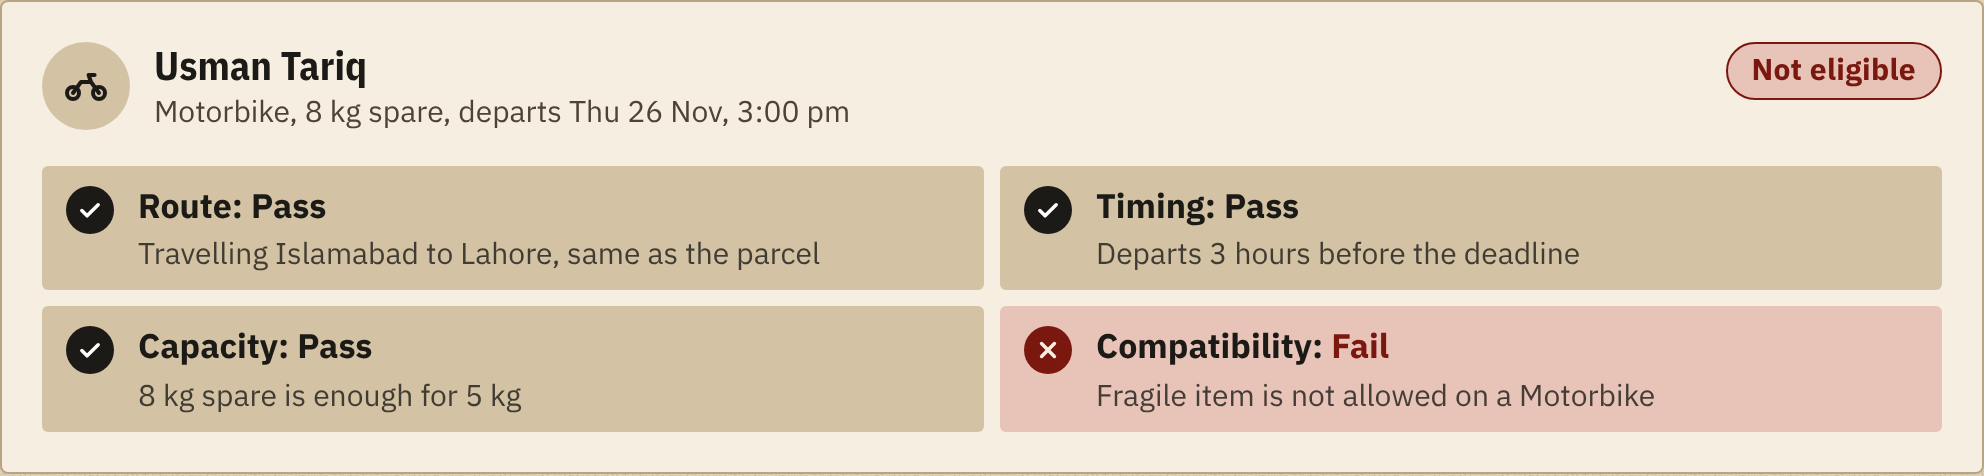 Usman Tariq
Not eligible
Motorbike, 8 kg spare, departs Thu 26 Nov, 3:00 pm
Route: Pass
Travelling Islamabad to Lahore, same as the parcel
Timing: Pass
Departs 3 hours before the deadline
Capacity: Pass
8 kg spare is enough for 5 kg
Compatibility: Fail
Fragile item is not allowed on a Motorbike